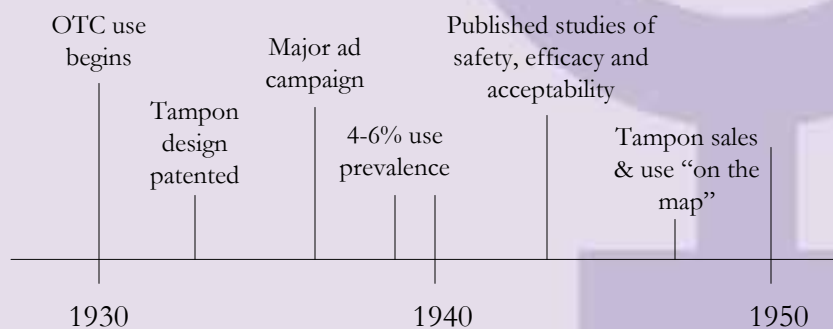 OTC use
begins
Tampon
design
patented
Major ad
campaign
4-6% use
prevalence
Published studies of
safety, efficacy and
acceptability
Tampon sales
& use “on the
map”
1930
1940
1950